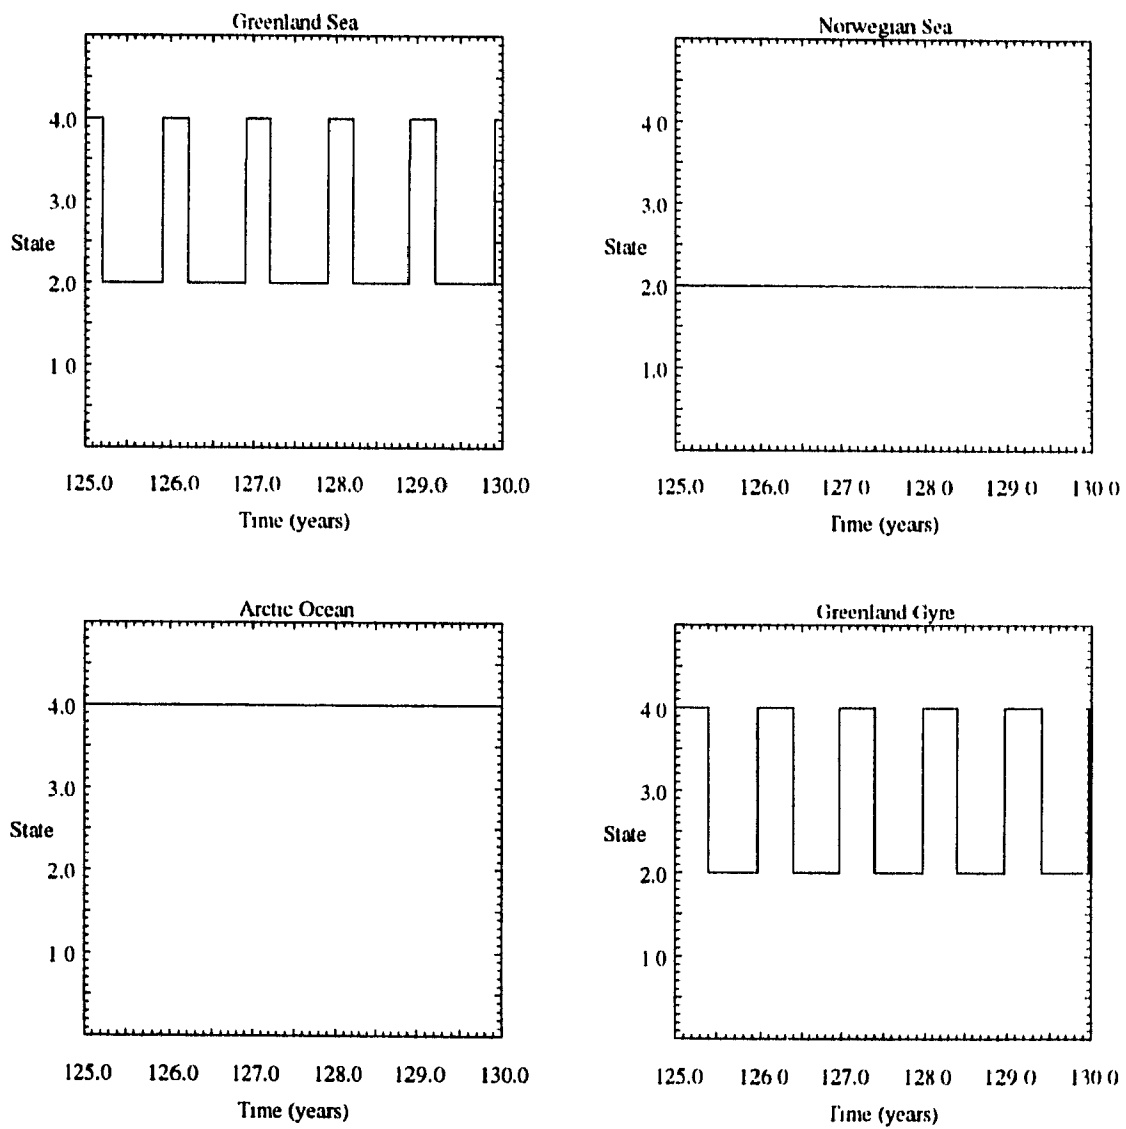 Greenland Sea
4.0
3.0
State
2.0
1 0
125.0 126.0 127.0 128.0 129.0 130.0
Time (years)
Norwegian Sea
4 0
3.0
State
2.0
1.0
125.0 126.0 127 0 128 0 129 0 130 0
Time (years)
Arctic Ocean
4.0
3.0
State
2.0
1 0
125.0 126.0 127.0 128.0 129.0 130.0
Time (years)
Greenland Gyre
4 0
3.0
State
2.0
1 0
125.0 126 0 127.0 128 0 129 0 130 0
Time (years)